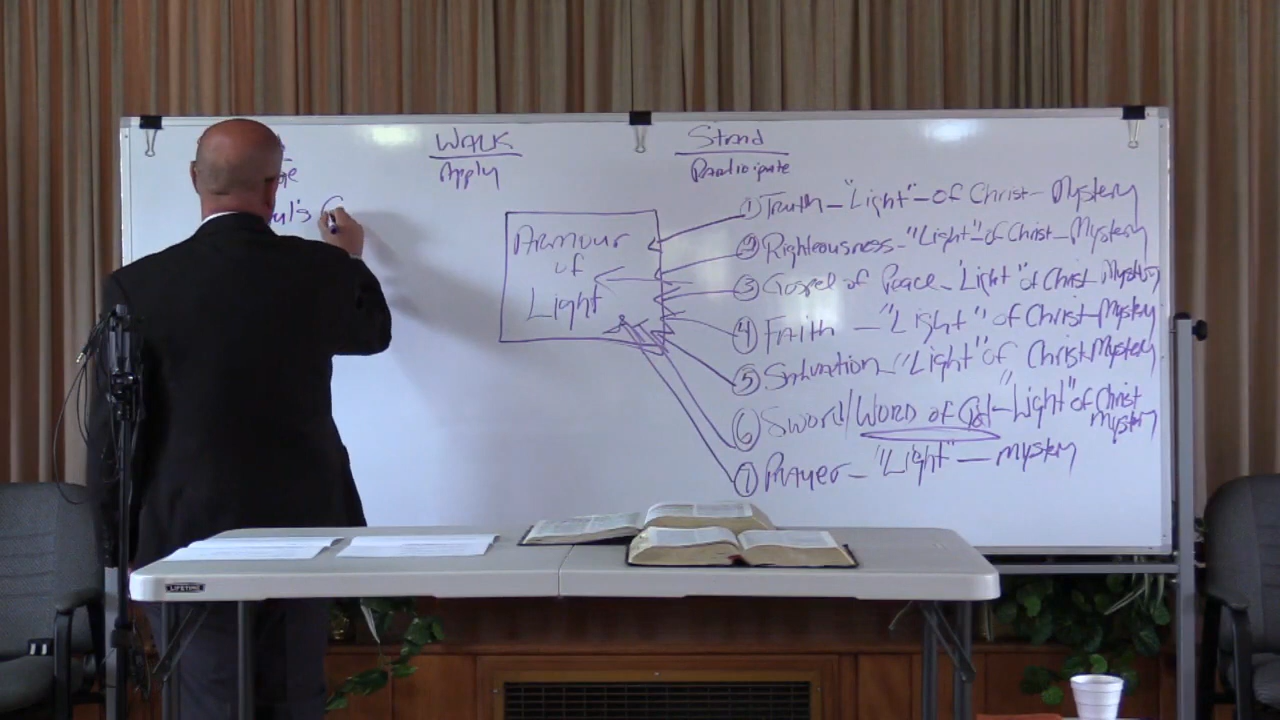 WALK
Apply
Stand
Participate
ul's G
Armour
of
Light
① Truth - "Light" - of Christ - Mystery
② Righteousness - "Light" - of Christ - Mystery
③ Gospel of Peace - "Light" of Christ Mystery
④ Faith - "Light" of Christ - Mystery
⑤ Salvation - "Light" of Christ Mystery
⑥ Sword/Word of God - "Light" of Christ
Mystery
⑦ Prayer - "Light" - mystery
LIFETIME